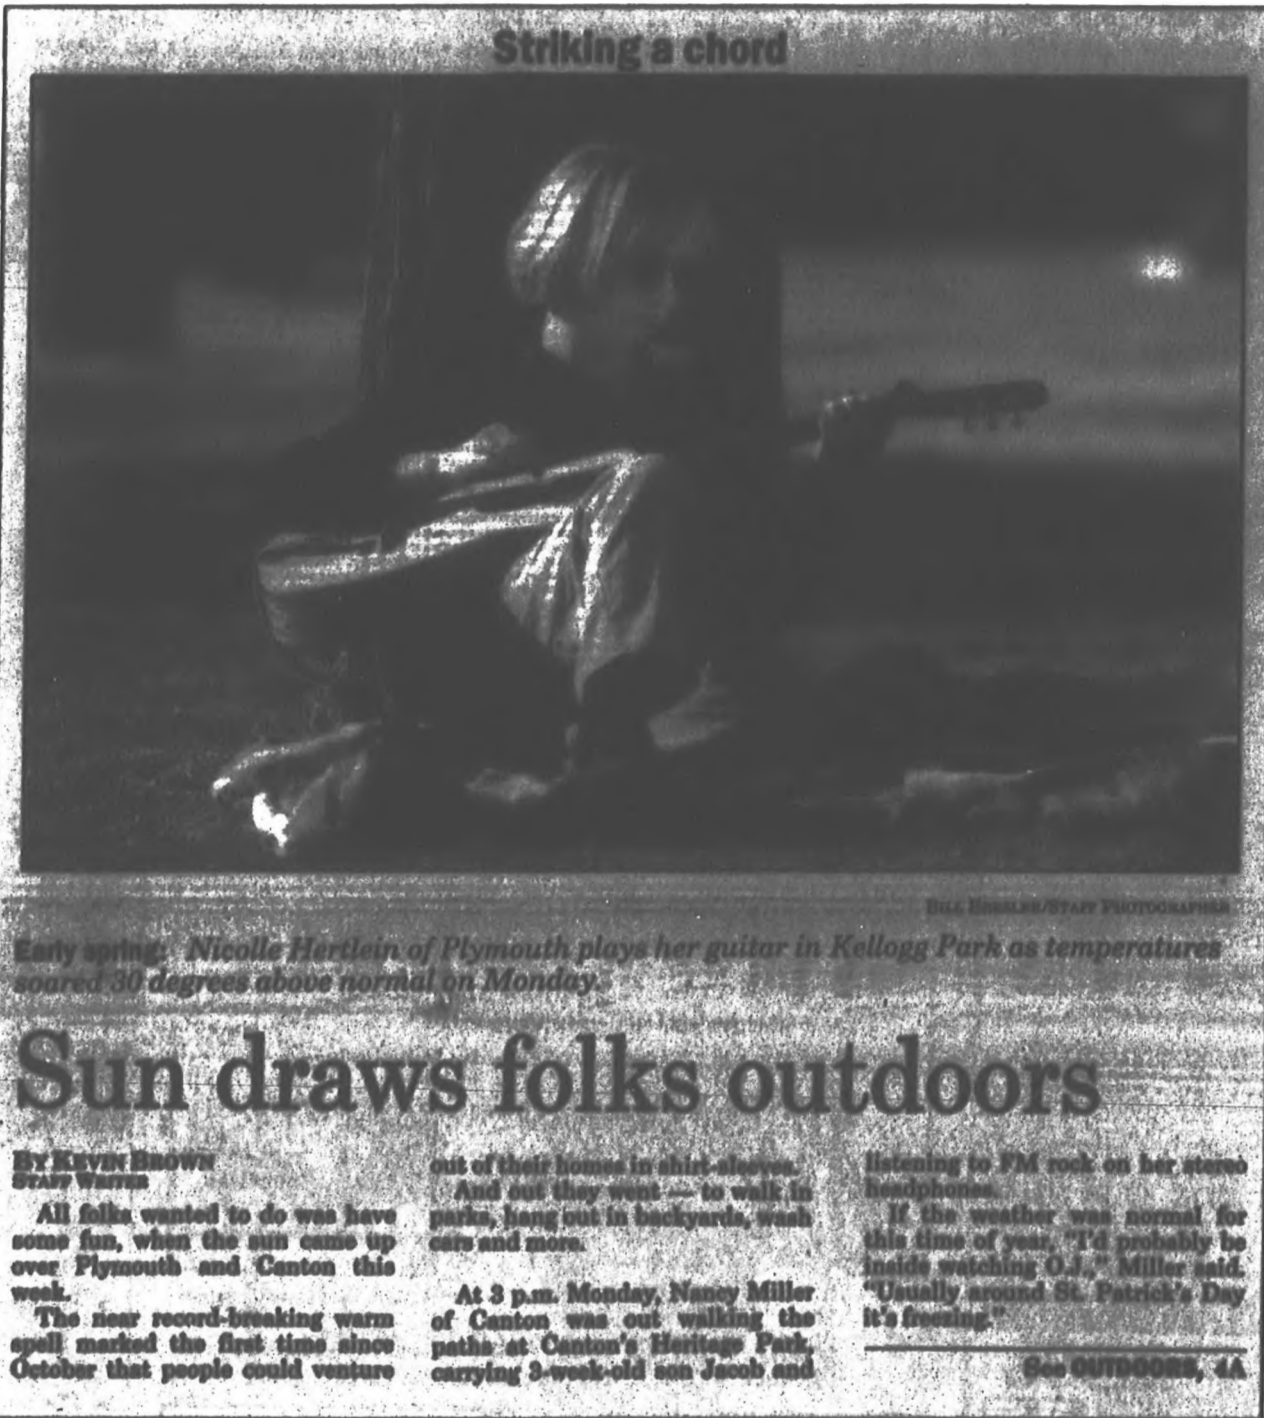 Striking a chord
BILL BRESLER/STAFF PHOTOGRAPHER
Early spring: Nicolle Hertlein of Plymouth plays her guitar in Kellogg Park as temperatures
soared 30 degrees above normal on Monday.
Sun draws folks outdoors
BY KEVIN BROWN
STAFF WRITER
All folks wanted to do was have
some fun, when the sun came up
over Plymouth and Canton this
week.
The near record-breaking warm
spell marked the first time since
October that people could venture
out of their homes in shirt-sleeves.
And out they went — to walk in
parks, hang out in backyards, wash
cars and more.
At 3 p.m. Monday, Nancy Miller
of Canton was out walking the
paths at Canton's Heritage Park,
carrying 3-week-old son Jacob and
listening to FM rock on her stereo
headphones.
If the weather was normal for
this time of year, "I'd probably be
inside watching O.J.," Miller said.
"Usually around St. Patrick's Day
it's freezing."
See OUTDOORS, 4A